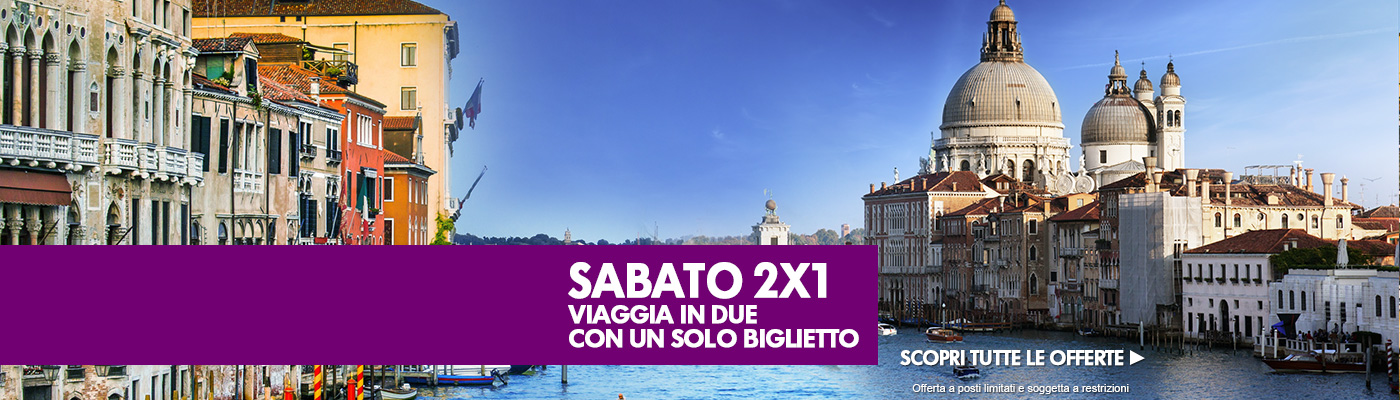 SABATO 2X1
VIAGGIA IN DUE
CON UN SOLO BIGLIETTO
SCOPRI TUTTE LE OFFERTE ►
Offerta a posti limitati e soggetta a restrizioni